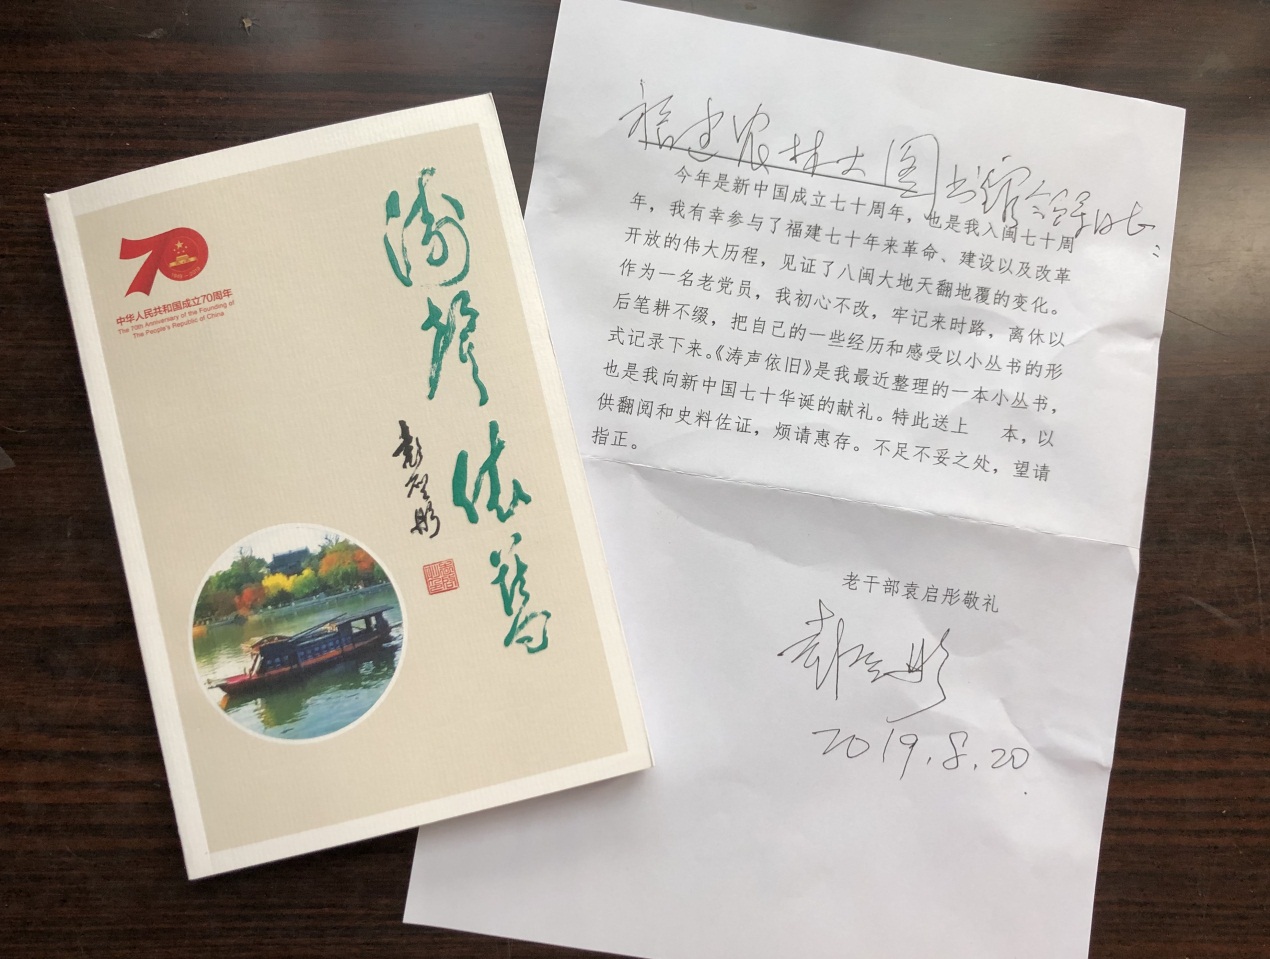 70
1949-2019
中华人民共和国成立70周年
The 70th Anniversary of the Founding of
The People's Republic of China
濤聲依舊
袁启彤
福建农林大图书馆
今年是新中国成立七十周年，也是我入闽七十周
年，我有幸参与了福建七十年来革命、建设以及改革
开放的伟大历程，见证了八闽大地天翻地覆的变化。
作为一名老党员，我初心不改，牢记来时路，离休以
后笔耕不缀，把自己的一些经历和感受以小丛书的形
式记录下来。《涛声依旧》是我最近整理的一本小丛书，
也是我向新中国七十华诞的献礼。特此送上　本，以
供翻阅和史料佐证，烦请惠存。不足不妥之处，望请
指正。
老干部袁启彤敬礼
袁启彤
2019.8.20